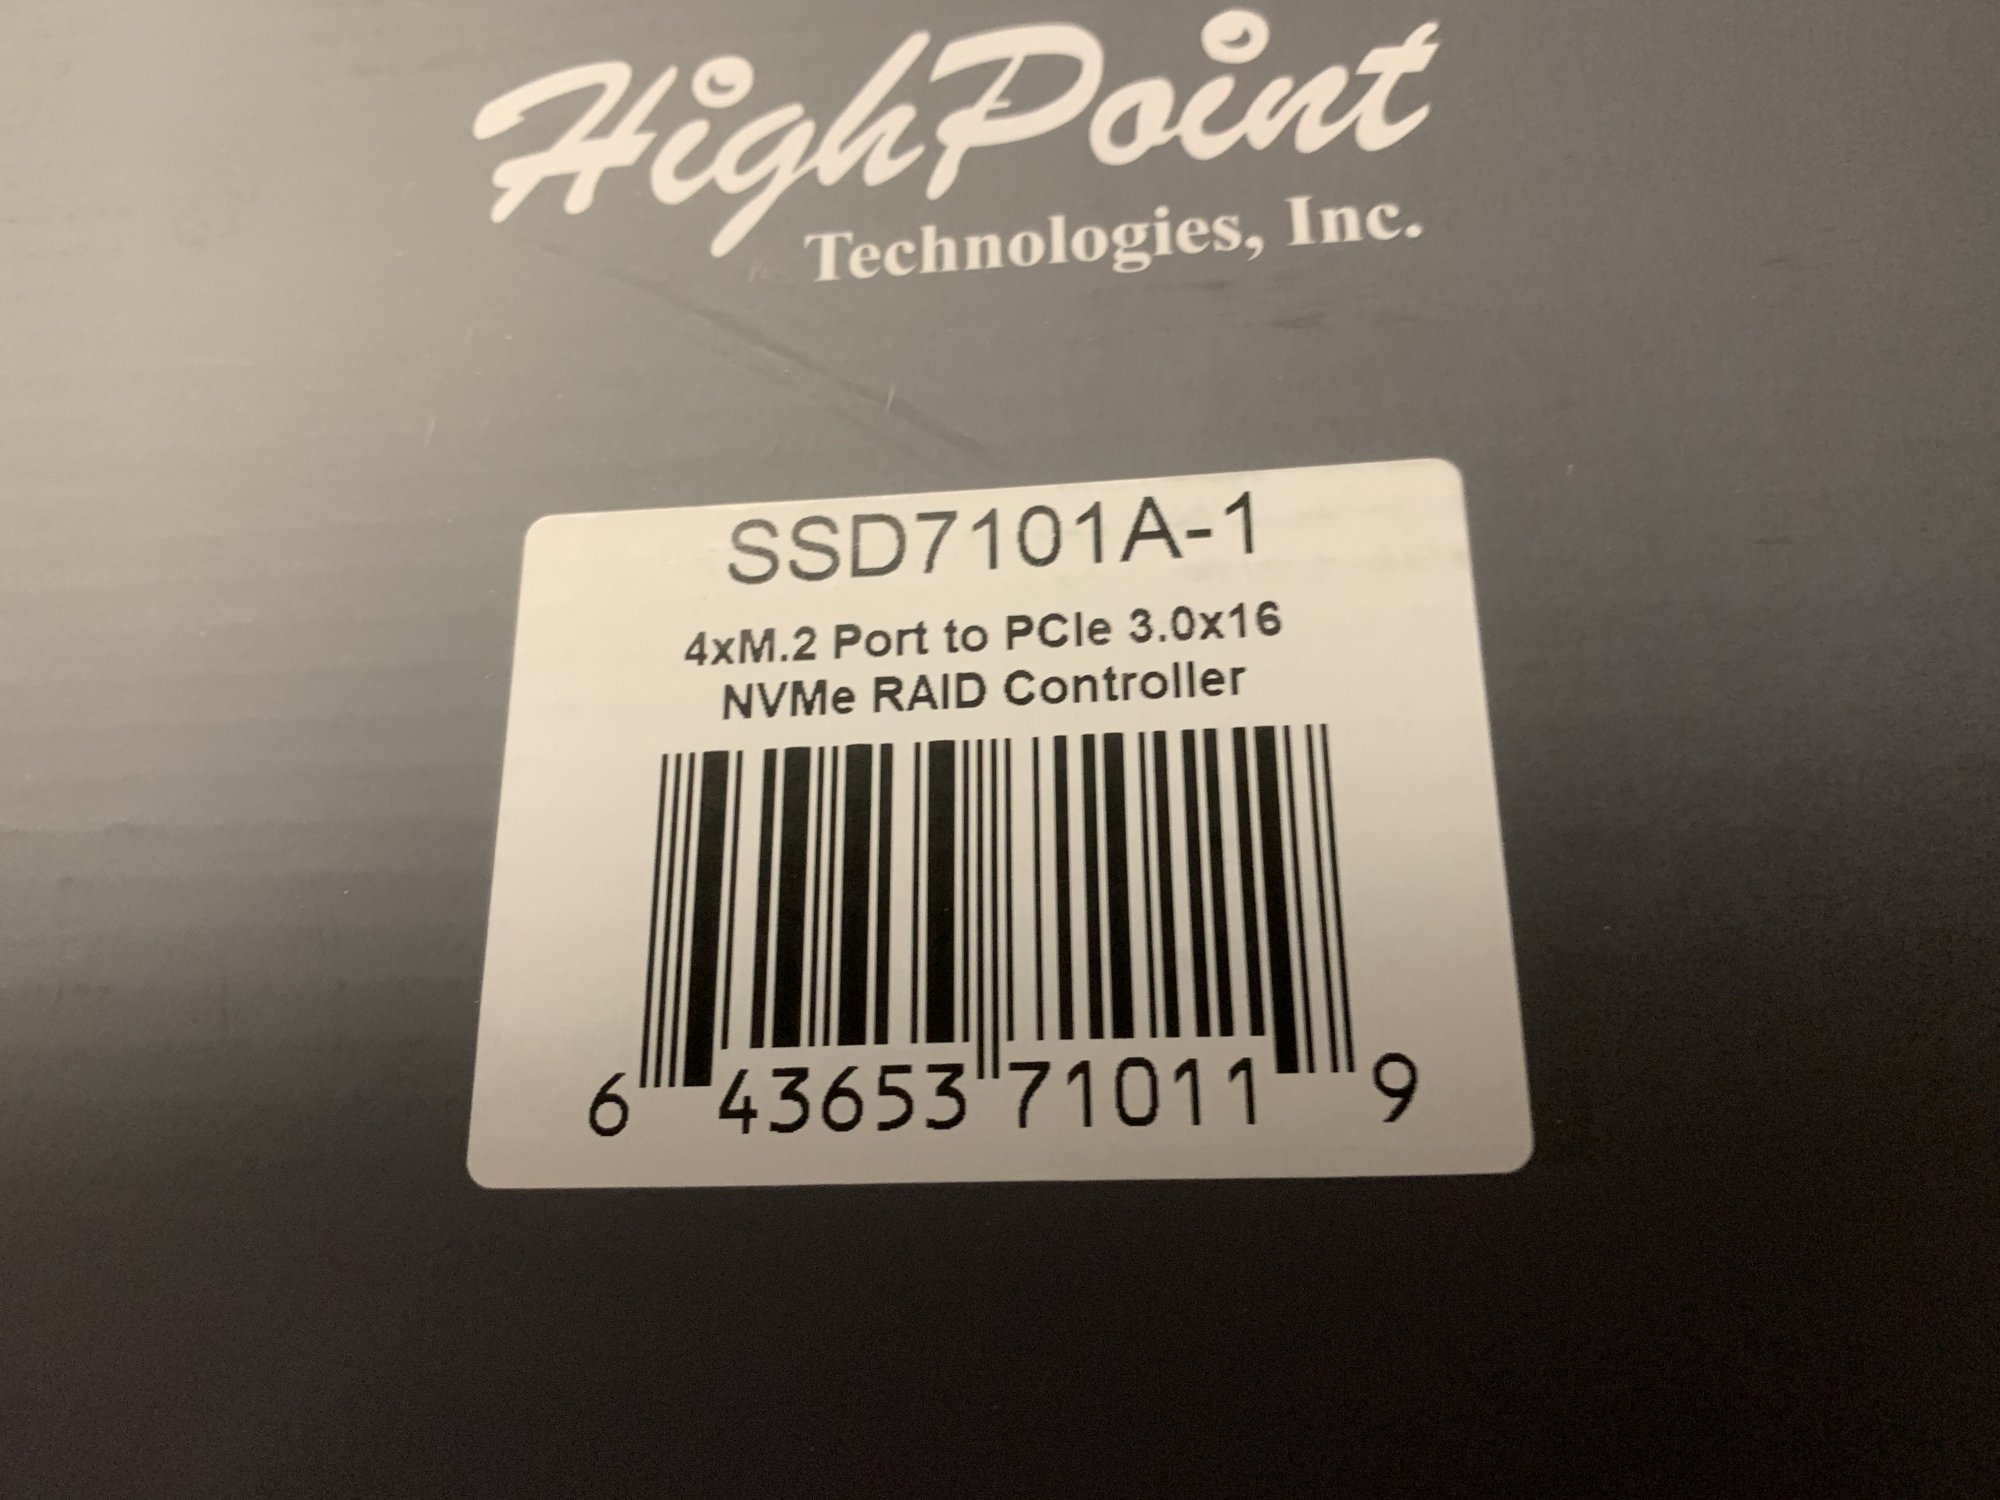 HighPoint
Technologies, Inc.
SSD7101A-1
4xM.2 Port to PCIe 3.0x16
NVMe RAID Controller
6 43653 71011 9